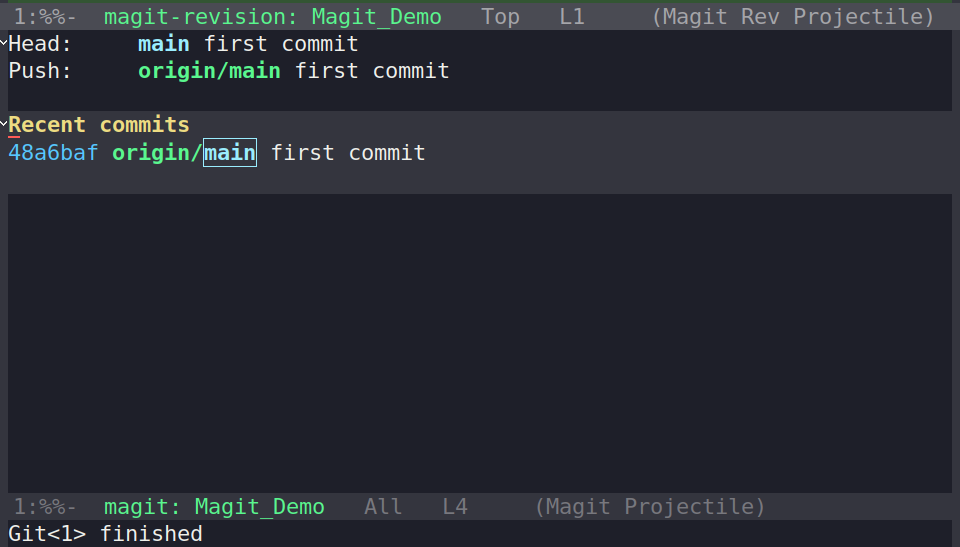 1:%%-  magit-revision: Magit_Demo   Top   L1     (Magit Rev Projectile)
Head:     main first commit
Push:     origin/main first commit
Recent commits
48a6baf origin/main first commit
1:%%-  magit: Magit_Demo   All   L4     (Magit Projectile)
Git<1> finished